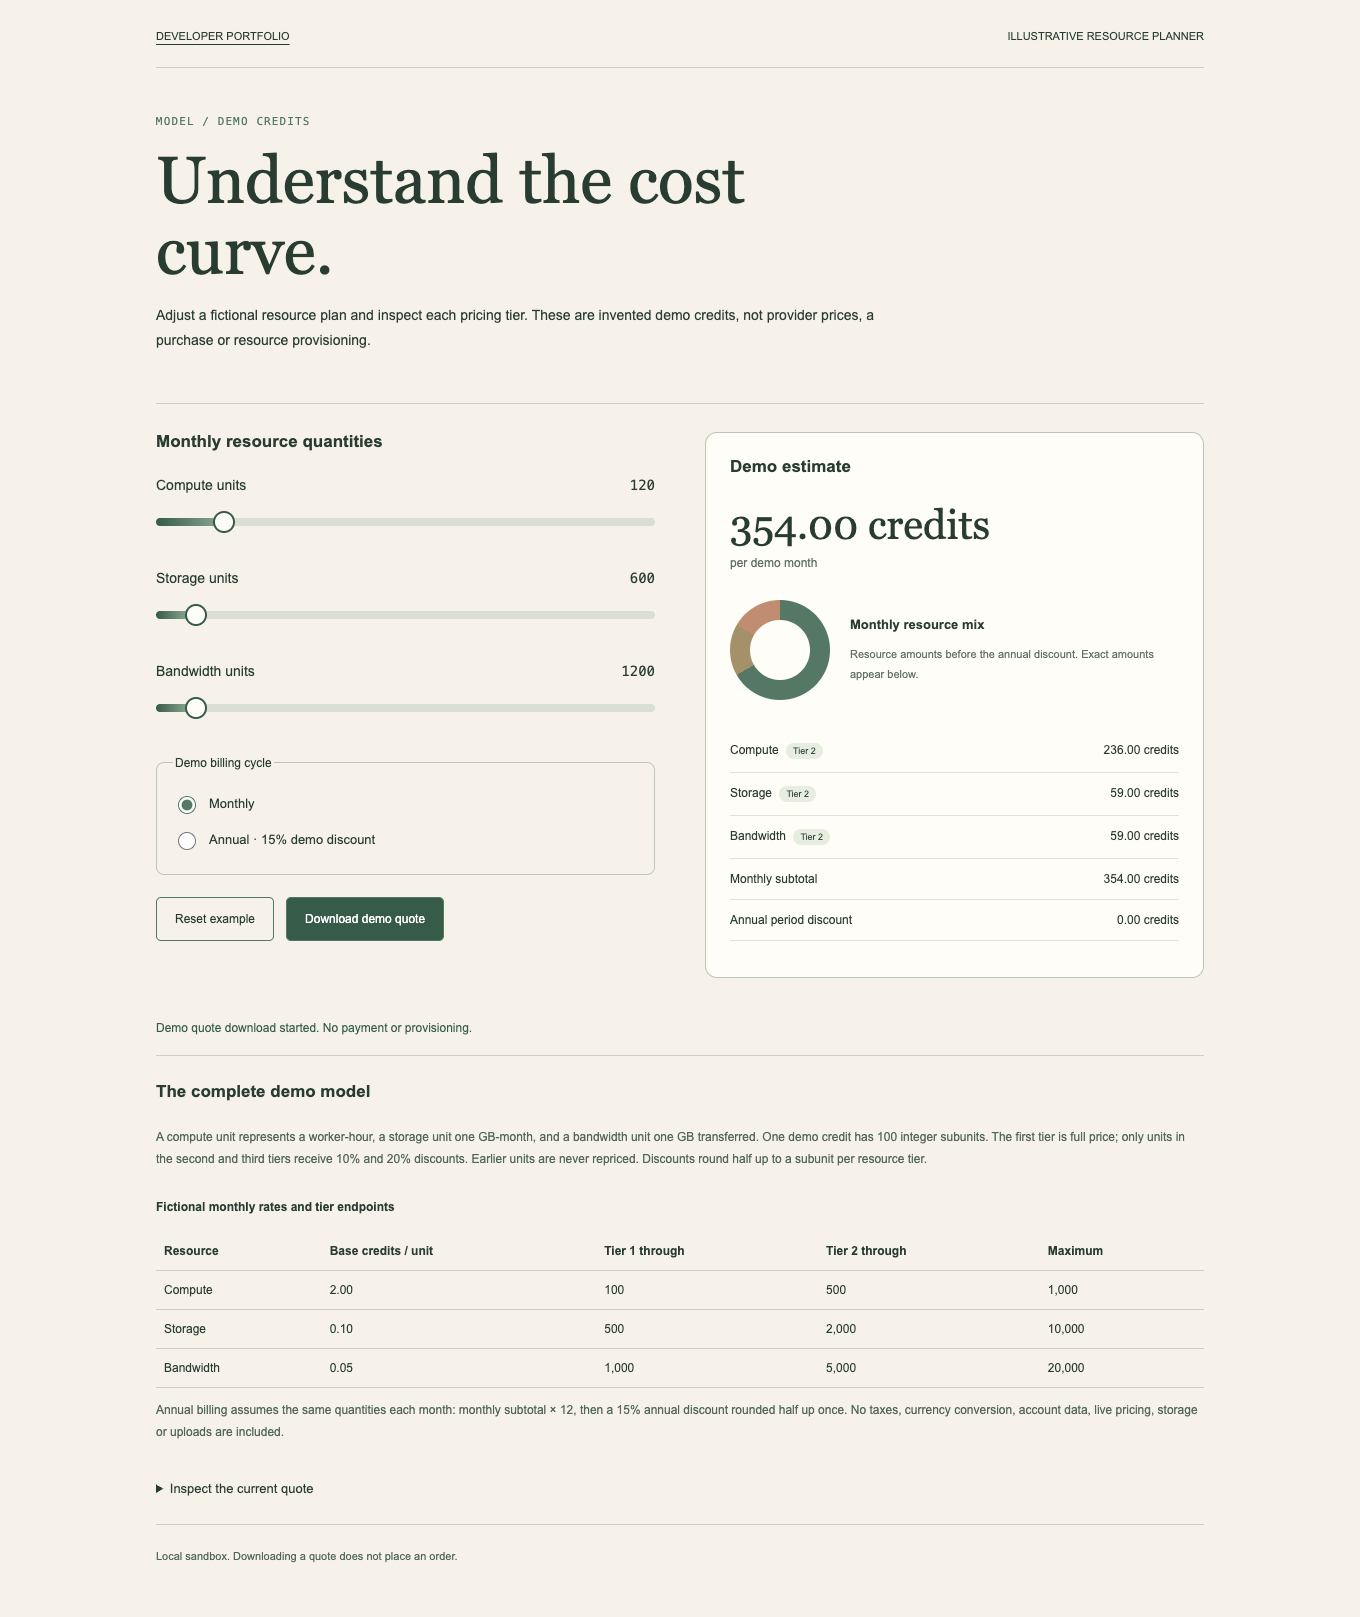 DEVELOPER PORTFOLIO
ILLUSTRATIVE RESOURCE PLANNER
MODEL / DEMO CREDITS
Understand the cost
curve.
Adjust a fictional resource plan and inspect each pricing tier. These are invented demo credits, not provider prices, a
purchase or resource provisioning.
Monthly resource quantities
Compute units 120
Storage units 600
Bandwidth units 1200
Demo billing cycle
Monthly
Annual · 15% demo discount
Reset example
Download demo quote
Demo estimate
354.00 credits
per demo month
Monthly resource mix
Resource amounts before the annual discount. Exact amounts
appear below.
Compute Tier 2 236.00 credits
Storage Tier 2 59.00 credits
Bandwidth Tier 2 59.00 credits
Monthly subtotal 354.00 credits
Annual period discount 0.00 credits
Demo quote download started. No payment or provisioning.
The complete demo model
A compute unit represents a worker-hour, a storage unit one GB-month, and a bandwidth unit one GB transferred. One demo credit has 100 integer subunits. The first tier is full price; only units in
the second and third tiers receive 10% and 20% discounts. Earlier units are never repriced. Discounts round half up to a subunit per resource tier.
Fictional monthly rates and tier endpoints
Resource Base credits / unit Tier 1 through Tier 2 through Maximum
Compute 2.00 100 500 1,000
Storage 0.10 500 2,000 10,000
Bandwidth 0.05 1,000 5,000 20,000
Annual billing assumes the same quantities each month: monthly subtotal × 12, then a 15% annual discount rounded half up once. No taxes, currency conversion, account data, live pricing, storage
or uploads are included.
Inspect the current quote
Local sandbox. Downloading a quote does not place an order.